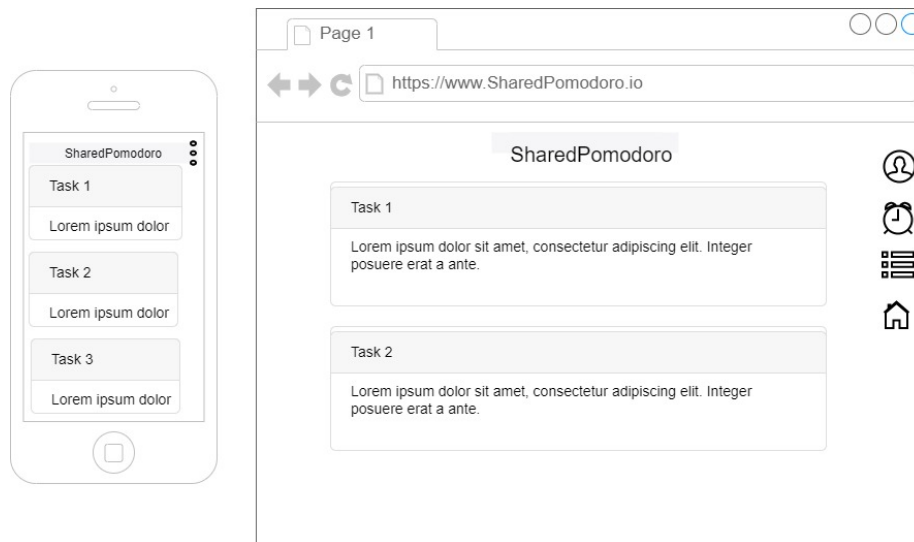 SharedPomodoro
Task 1
Lorem ipsum dolor
Task 2
Lorem ipsum dolor
Task 3
Lorem ipsum dolor
Page 1
https://www.SharedPomodoro.io
SharedPomodoro
Task 1
Lorem ipsum dolor sit amet, consectetur adipiscing elit. Integer
posuere erat a ante.
Task 2
Lorem ipsum dolor sit amet, consectetur adipiscing elit. Integer
posuere erat a ante.